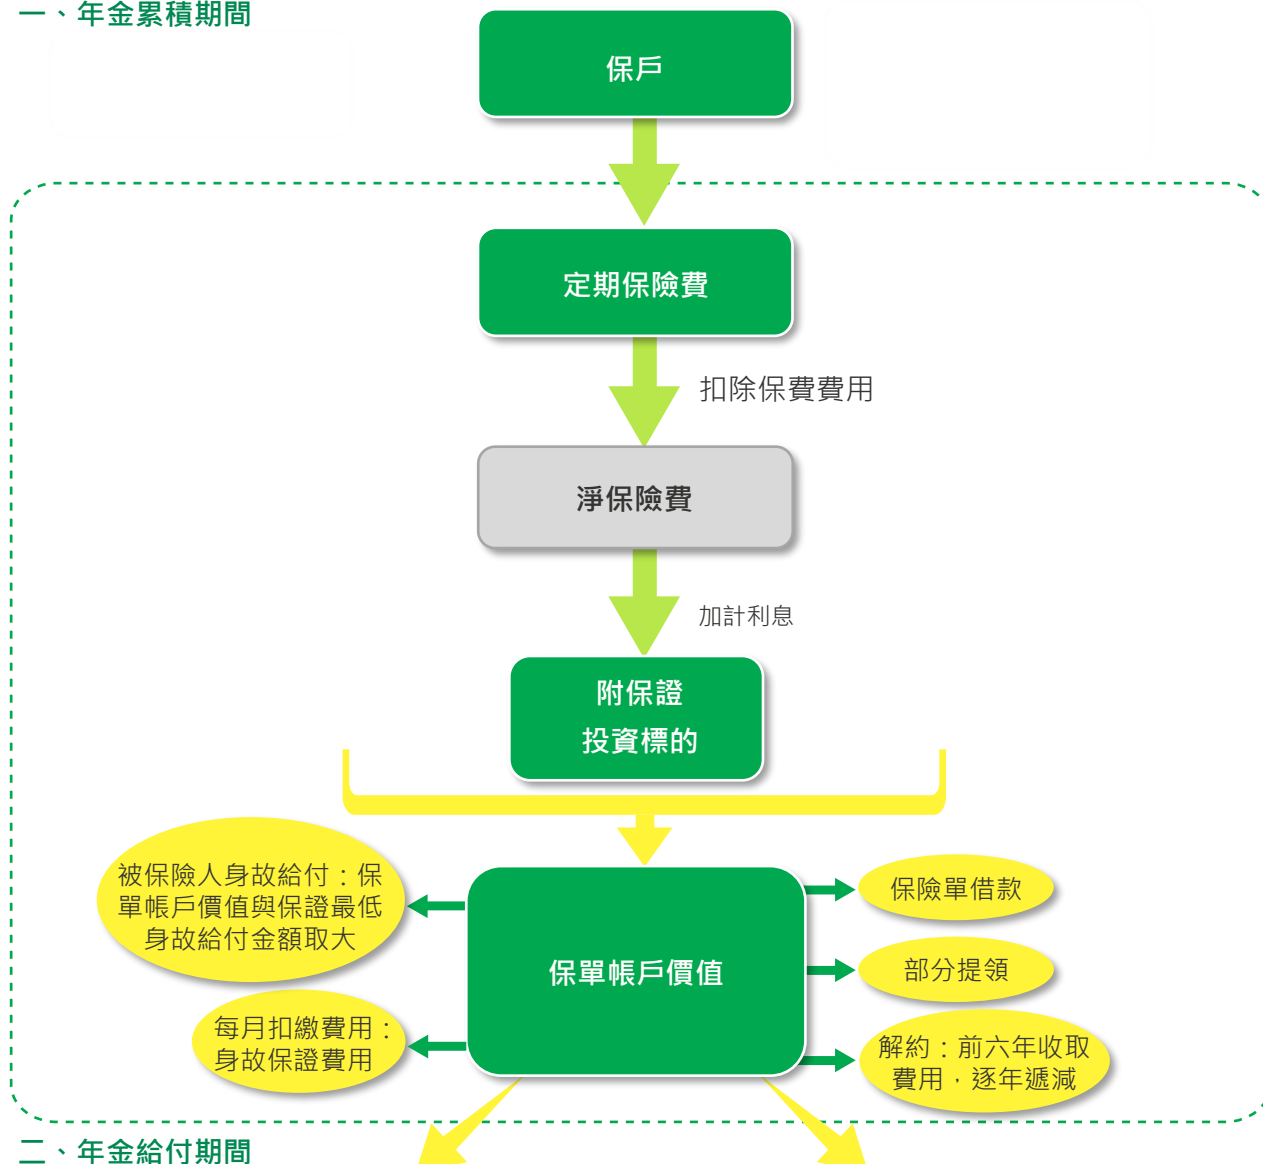 一、年金累積期間
保戶
定期保險費
扣除保費費用
淨保險費
加計利息
附保證
投資標的
被保險人身故給付：保
單帳戶價值與保證最低
身故給付金額取大
每月扣繳費用：
身故保證費用
保單帳戶價值
保險單借款
部分提領
解約：前六年收取
費用，逐年遞減
二、年金給付期間